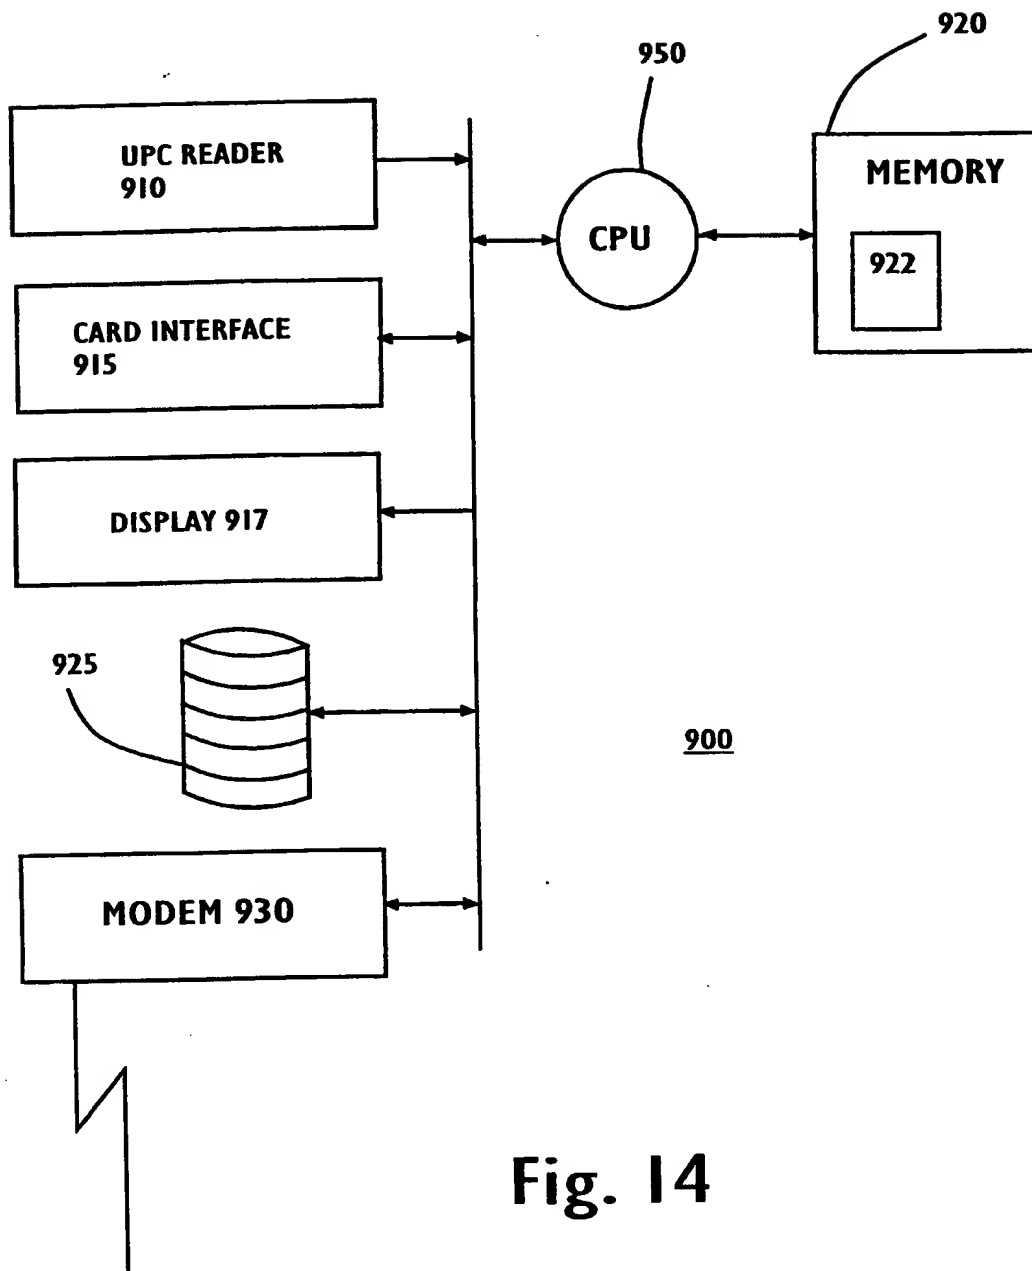 920
950
UPC READER
910
MEMORY
CPU
922
CARD INTERFACE
915
DISPLAY 917
925
900
MODEM 930
Fig. 14